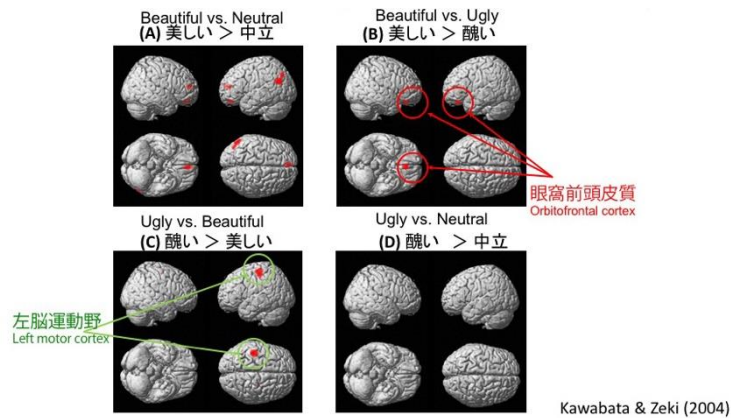 Beautiful vs. Neutral
(A) 美しい > 中立
Beautiful vs. Ugly
(B) 美しい > 醜い
眼窩前頭皮質
Orbitofrontal cortex
Ugly vs. Beautiful
(C) 醜い > 美しい
Ugly vs. Neutral
(D) 醜い > 中立
左脳運動野
Left motor cortex
Kawabata & Zeki (2004)